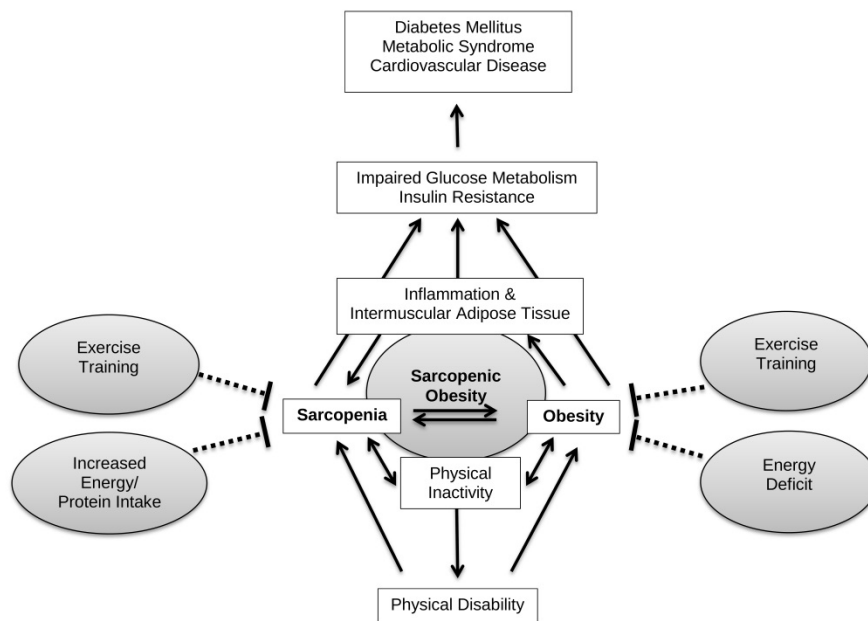 Diabetes Mellitus
Metabolic Syndrome
Cardiovascular Disease
Impaired Glucose Metabolism
Insulin Resistance
Inflammation &
Intermuscular Adipose Tissue
Exercise
Training
Exercise
Training
Sarcopenic
Obesity
Sarcopenia
Obesity
Increased
Energy/
Protein Intake
Physical
Inactivity
Energy
Deficit
Physical Disability